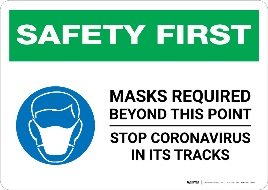 SAFETY FIRST
MASKS REQUIRED
BEYOND THIS POINT
STOP CORONAVIRUS
IN ITS TRACKS